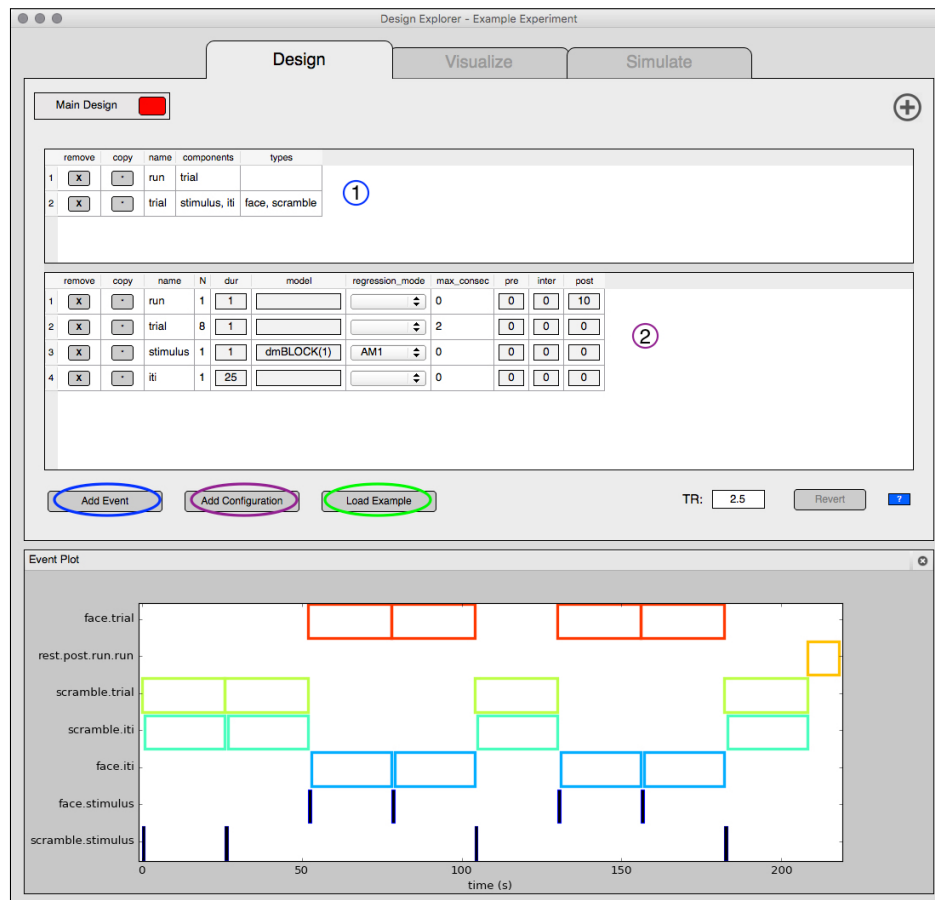 Design Explorer - Example Experiment
Design Visualize Simulate
Main Design
remove copy name components types
1 X * run trial
2 X * trial stimulus, iti face, scramble
1
remove copy name N dur model regression_mode max_consec pre inter post
1 X * run 1 1 0 0 0 10
2 X * trial 8 1 2 0 0 0
3 X * stimulus 1 1 dmBLOCK(1) AM1 0 0 0 0
4 X * iti 1 25 0 0 0 0
2
Add Event Add Configuration Load Example TR: 2.5 Revert ?
Event Plot
face.trial
rest.post.run.run
scramble.trial
scramble.iti
face.iti
face.stimulus
scramble.stimulus
0 50 100 150 200
time (s)